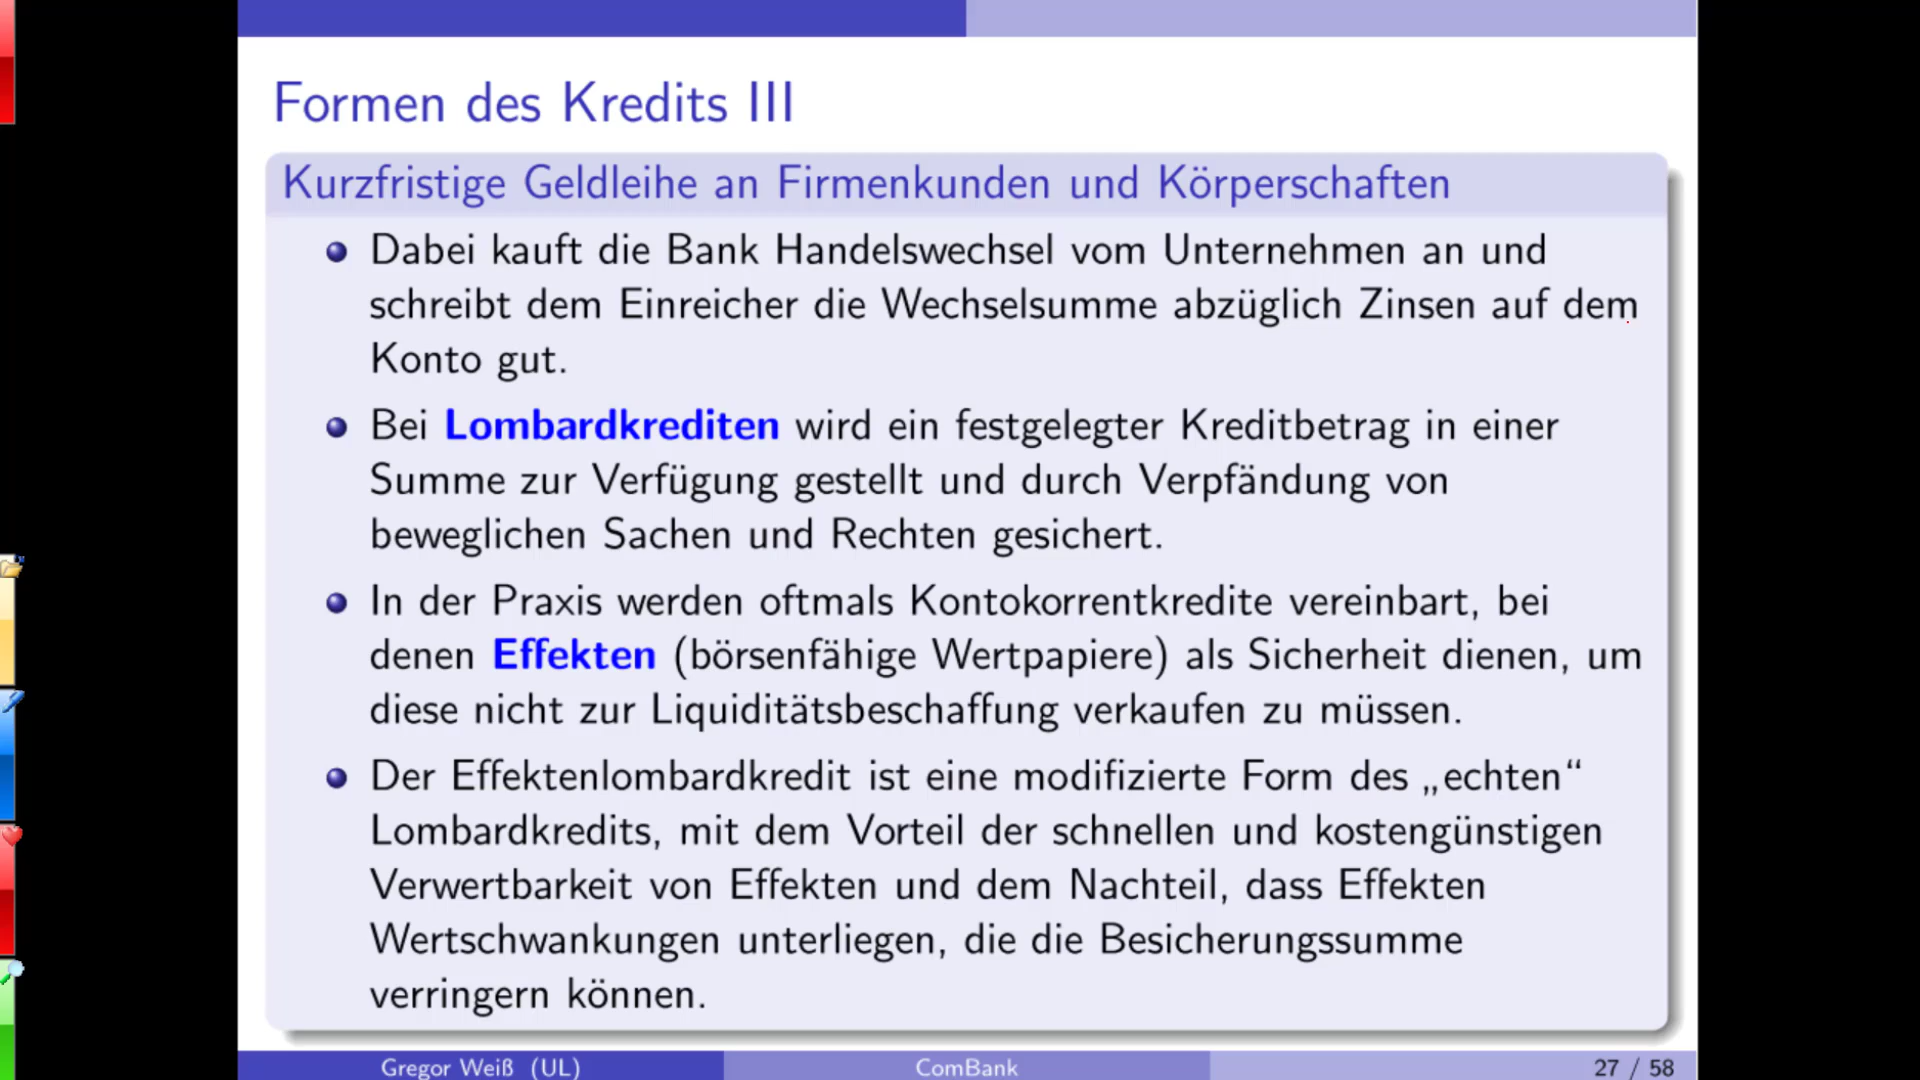 Formen des Kredits III
Kurzfristige Geldleihe an Firmenkunden und Körperschaften
Dabei kauft die Bank Handelswechsel vom Unternehmen an und
schreibt dem Einreicher die Wechselsumme abzüglich Zinsen auf dem
Konto gut.
Bei Lombardkrediten wird ein festgelegter Kreditbetrag in einer
Summe zur Verfügung gestellt und durch Verpfändung von
beweglichen Sachen und Rechten gesichert.
In der Praxis werden oftmals Kontokorrentkredite vereinbart, bei
denen Effekten (börsenfähige Wertpapiere) als Sicherheit dienen, um
diese nicht zur Liquiditätsbeschaffung verkaufen zu müssen.
Der Effektenlombardkredit ist eine modifizierte Form des „echten“
Lombardkredits, mit dem Vorteil der schnellen und kostengünstigen
Verwertbarkeit von Effekten und dem Nachteil, dass Effekten
Wertschwankungen unterliegen, die die Besicherungssumme
verringern können.
Gregor Weiß (UL) ComBank 27 / 58